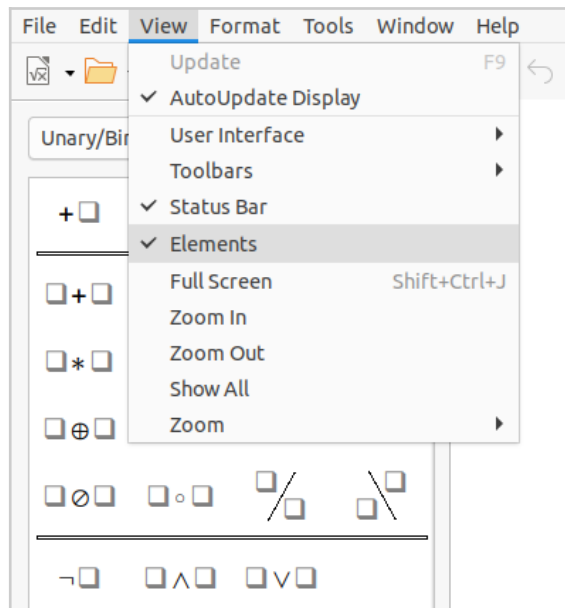 File Edit View Format Tools Window Help
Update F9
AutoUpdate Display
Unary/Bin
User Interface
Toolbars
Status Bar
Elements
Full Screen Shift+Ctrl+J
Zoom In
Zoom Out
Show All
Zoom
+□
□+□
□*□
□⊕□
□⊘□ □∘□ □/□ □\□
¬□ □∧□ □∨□